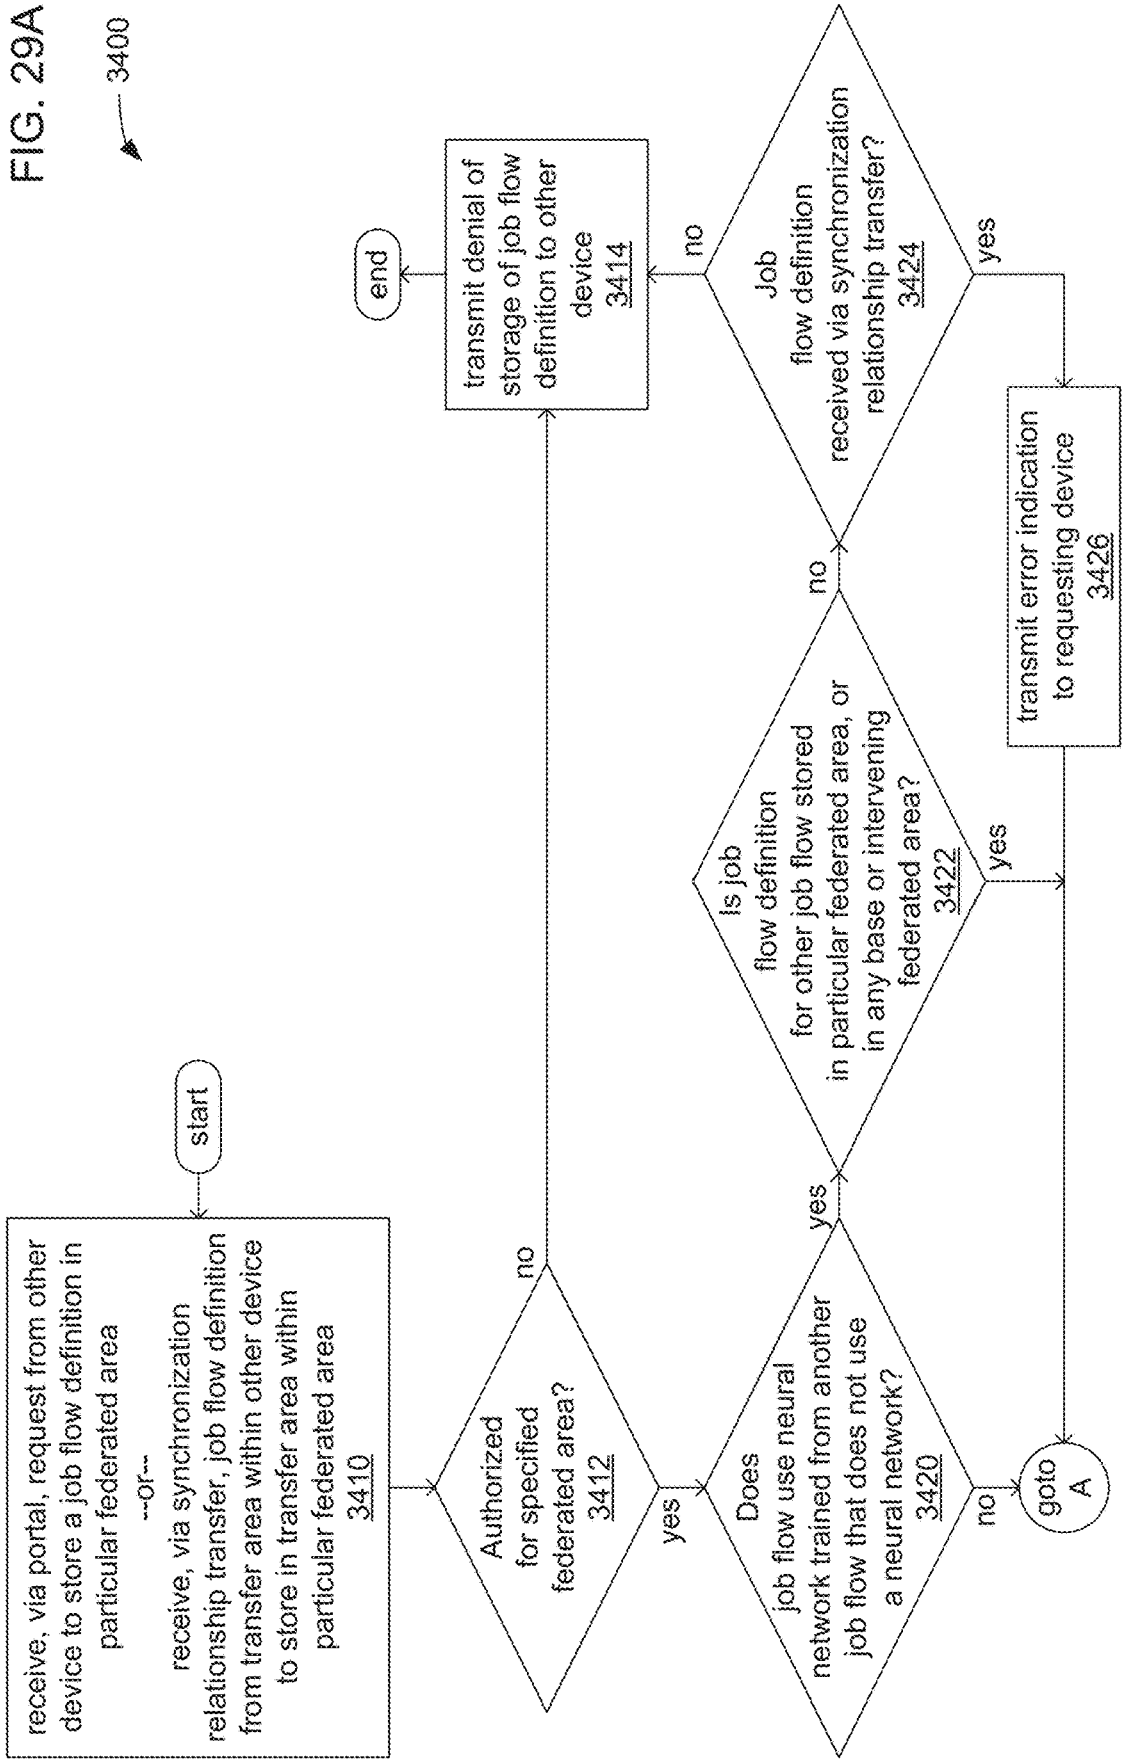 FIG. 29A
3400
start
receive, via portal, request from other
device to store a job flow definition in
particular federated area
--or--
receive, via synchronization
relationship transfer, job flow definition
from transfer area within other device
to store in transfer area within
particular federated area
3410
Authorized
for specified
federated area?
3412
no
yes
transmit denial of
storage of job flow
definition to other
device
3414
end
Does
job flow use neural
network trained from another
job flow that does not use
a neural network?
3420
yes
no
Is job
flow definition
for other job flow stored
in particular federated area, or
in any base or intervening
federated area?
3422
no
yes
Job
flow definition
received via synchronization
relationship transfer?
3424
no
yes
transmit error indication
to requesting device
3426
goto
A